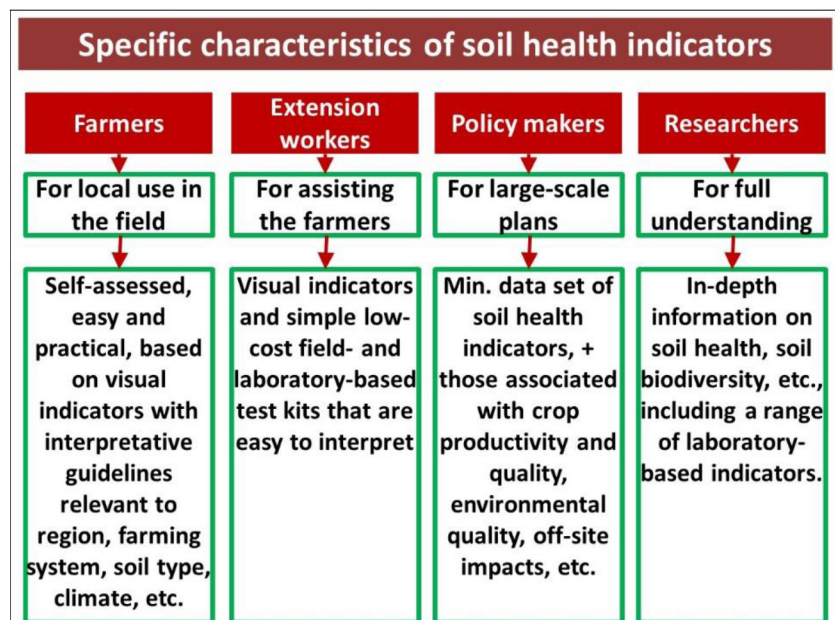 Specific characteristics of soil health indicators
Farmers
For local use in
the field
Self-assessed,
easy and
practical, based
on visual
indicators with
interpretative
guidelines
relevant to
region, farming
system, soil type,
climate, etc.
Extension
workers
For assisting
the farmers
Visual indicators
and simple low-
cost field- and
laboratory-based
test kits that are
easy to interpret
Policy makers
For large-scale
plans
Min. data set of
soil health
indicators, +
those associated
with crop
productivity and
quality,
environmental
quality, off-site
impacts, etc.
Researchers
For full
understanding
In-depth
information on
soil health, soil
biodiversity, etc.,
including a range
of laboratory-
based indicators.